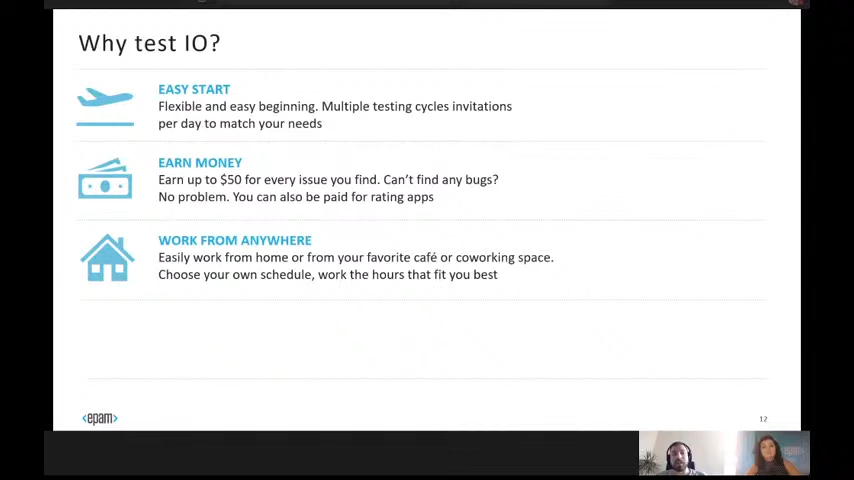 Why test IO?
EASY START
Flexible and easy beginning. Multiple testing cycles invitations
per day to match your needs
EARN MONEY
Earn up to $50 for every issue you find. Can't find any bugs?
No problem. You can also be paid for rating apps
WORK FROM ANYWHERE
Easily work from home or from your favorite café or coworking space.
Choose your own schedule, work the hours that fit you best
<epam>
12
epam